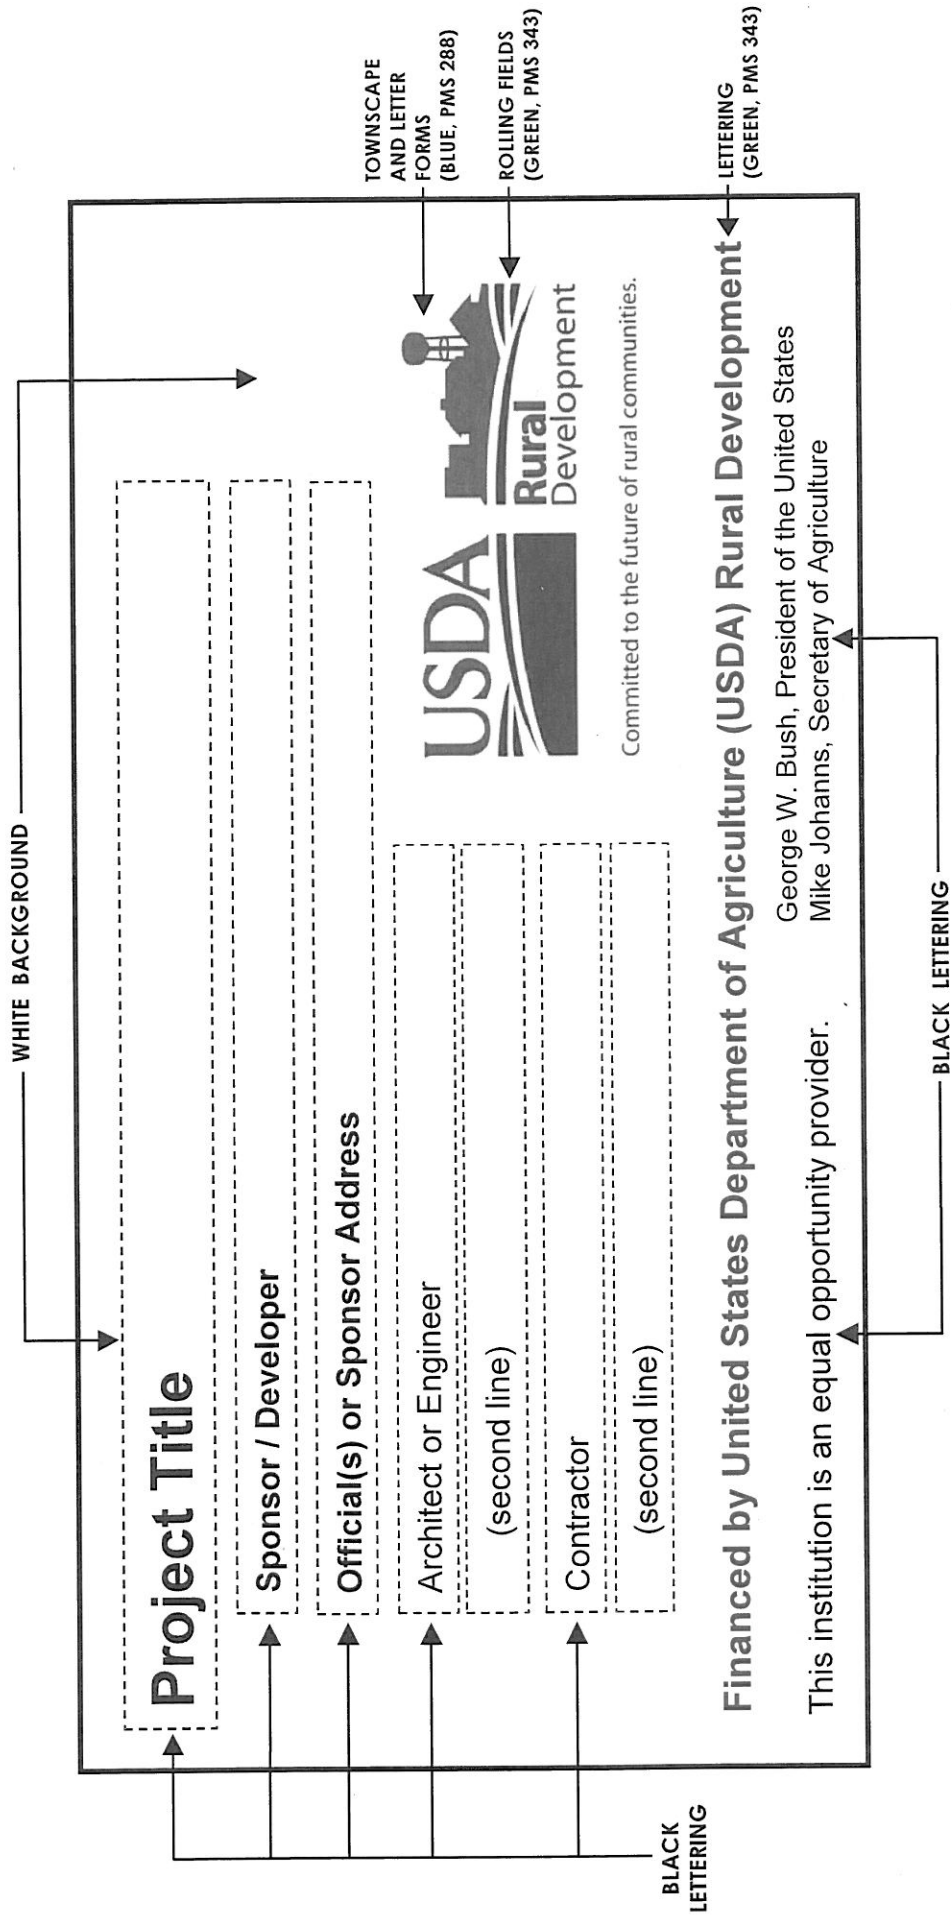 WHITE BACKGROUND
Project Title
Sponsor / Developer
Official(s) or Sponsor Address
Architect or Engineer
(second line)
Contractor
(second line)
BLACK
LETTERING
USDA
Rural
Development
Committed to the future of rural communities.
TOWNSCAPE
AND LETTER
FORMS
(BLUE, PMS 288)
ROLLING FIELDS
(GREEN, PMS 343)
Financed by United States Department of Agriculture (USDA) Rural Development
LETTERING
(GREEN, PMS 343)
George W. Bush, President of the United States
This institution is an equal opportunity provider.
Mike Johanns, Secretary of Agriculture
BLACK LETTERING